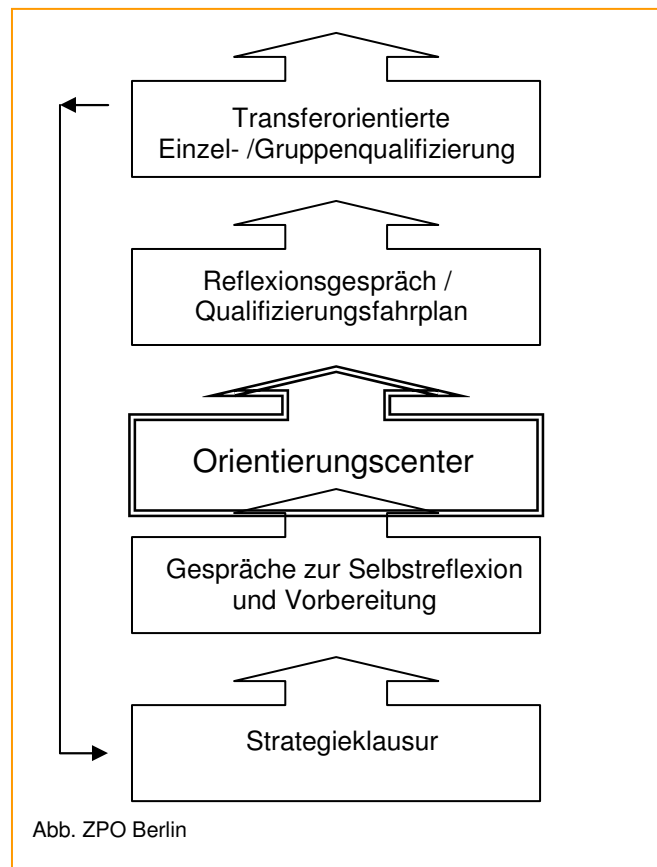 Transferorientierte
Einzel- /Gruppenqualifizierung
Reflexionsgespräch /
Qualifizierungsfahrplan
Orientierungscenter
Gespräche zur Selbstreflexion
und Vorbereitung
Strategieklausur
Abb. ZPO Berlin